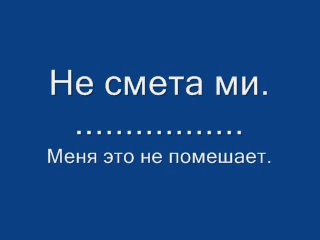 Не смета ми.
.................
Меня это не помешает.